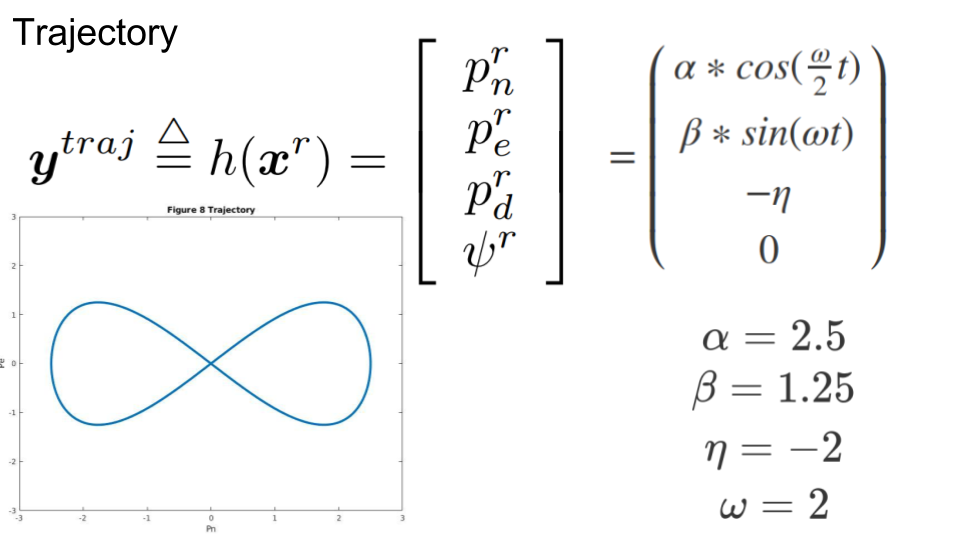 Trajectory
y^{traj} ≜ h(x^r) = [ p_n^r p_e^r p_d^r ψ^r ] = ( α * cos(ω/2 t) β * sin(ωt) −η 0 )
Figure 8 Trajectory
3
2
1
0
-1
-2
-3
Pe
-3 -2 -1 0 1 2 3
Pn
α = 2.5
β = 1.25
η = −2
ω = 2